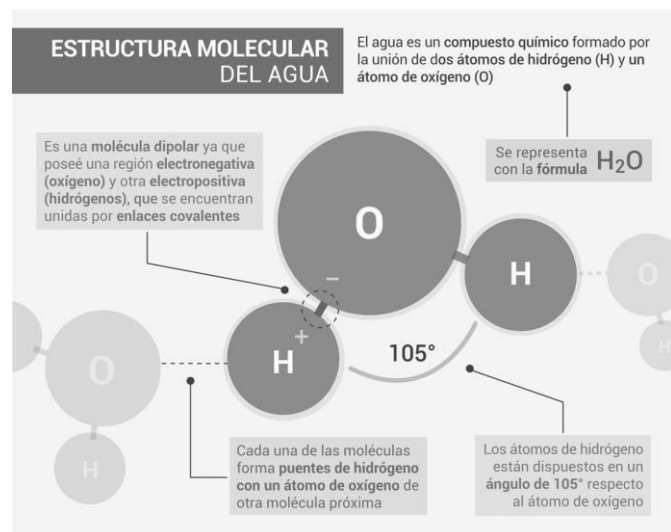 ESTRUCTURA MOLECULAR
DEL AGUA
El agua es un compuesto químico formado por
la unión de dos átomos de hidrógeno (H) y un
átomo de oxígeno (O)
Es una molécula dipolar ya que
poseé una región electronegativa
(oxígeno) y otra electropositiva
(hidrógenos), que se encuentran
unidas por enlaces covalentes
Se representa
con la fórmula H₂O
O
H
O
H
−
+
H
105°
O
H
Cada una de las moléculas
forma puentes de hidrógeno
con un átomo de oxígeno de
otra molécula próxima
Los átomos de hidrógeno
están dispuestos en un
ángulo de 105° respecto
al átomo de oxígeno